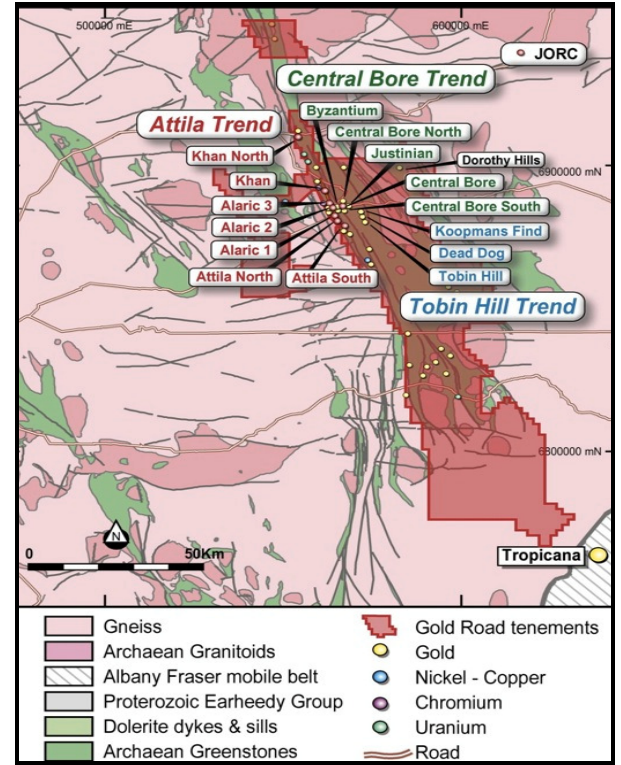 500000 mE
600000 mE
JORC
Central Bore Trend
Byzantium
Attila Trend
Central Bore North
Khan North
Justinian
Dorothy Hills
6900000 mN
Khan
Central Bore
Alaric 3
Central Bore South
Alaric 2
Koopmans Find
Alaric 1
Dead Dog
Attila North
Attila South
Tobin Hill
Tobin Hill Trend
6800000 mN
N
0
50Km
Tropicana
Gneiss
Gold Road tenements
Archaean Granitoids
Gold
Albany Fraser mobile belt
Nickel - Copper
Proterozoic Earheedy Group
Chromium
Dolerite dykes & sills
Uranium
Archaean Greenstones
Road